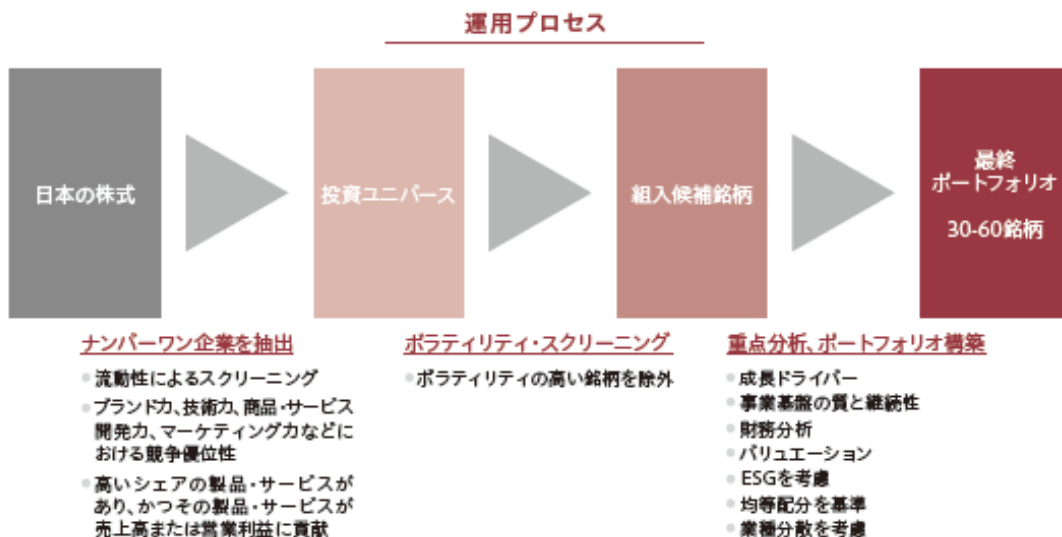 運用プロセス
日本の株式
投資ユニバース
組入候補銘柄
最終
ポートフォリオ
30-60銘柄
ナンバーワン企業を抽出
流動性によるスクリーニング
ブランド力、技術力、商品・サービス
開発力、マーケティング力などに
おける競争優位性
高いシェアの製品・サービスが
あり、かつその製品・サービスが
売上高または営業利益に貢献
ボラティリティ・スクリーニング
ボラティリティの高い銘柄を除外
重点分析、ポートフォリオ構築
成長ドライバー
事業基盤の質と継続性
財務分析
バリュエーション
ESGを考慮
均等配分を基準
業種分散を考慮